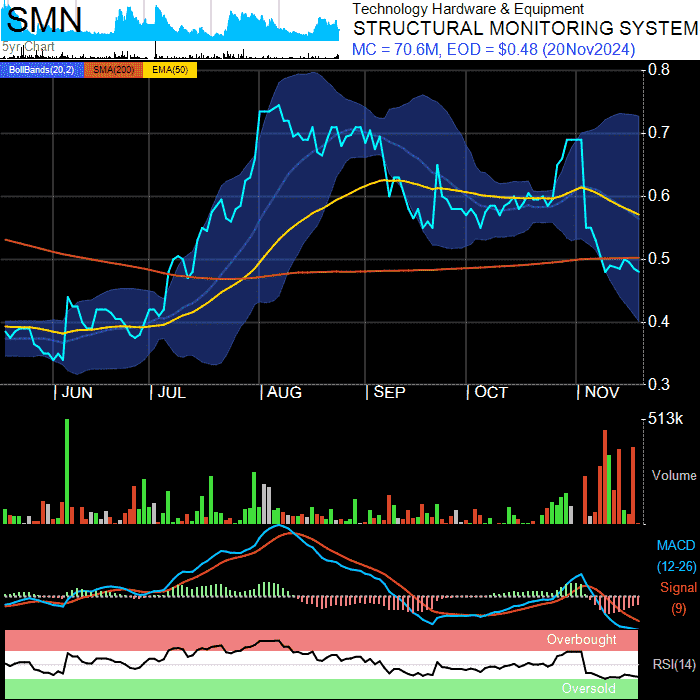 SMN
5yr Chart
Technology Hardware & Equipment
STRUCTURAL MONITORING SYSTEM
MC = 70.6M, EOD = $0.48 (20Nov2024)
BollBands(20,2) SMA(200) EMA(50)
0.8
0.7
0.6
0.5
0.4
0.3
| JUN | JUL | AUG | SEP | OCT | NOV
513k
Volume
MACD
(12-26)
Signal
(9)
Overbought
RSI(14)
Oversold